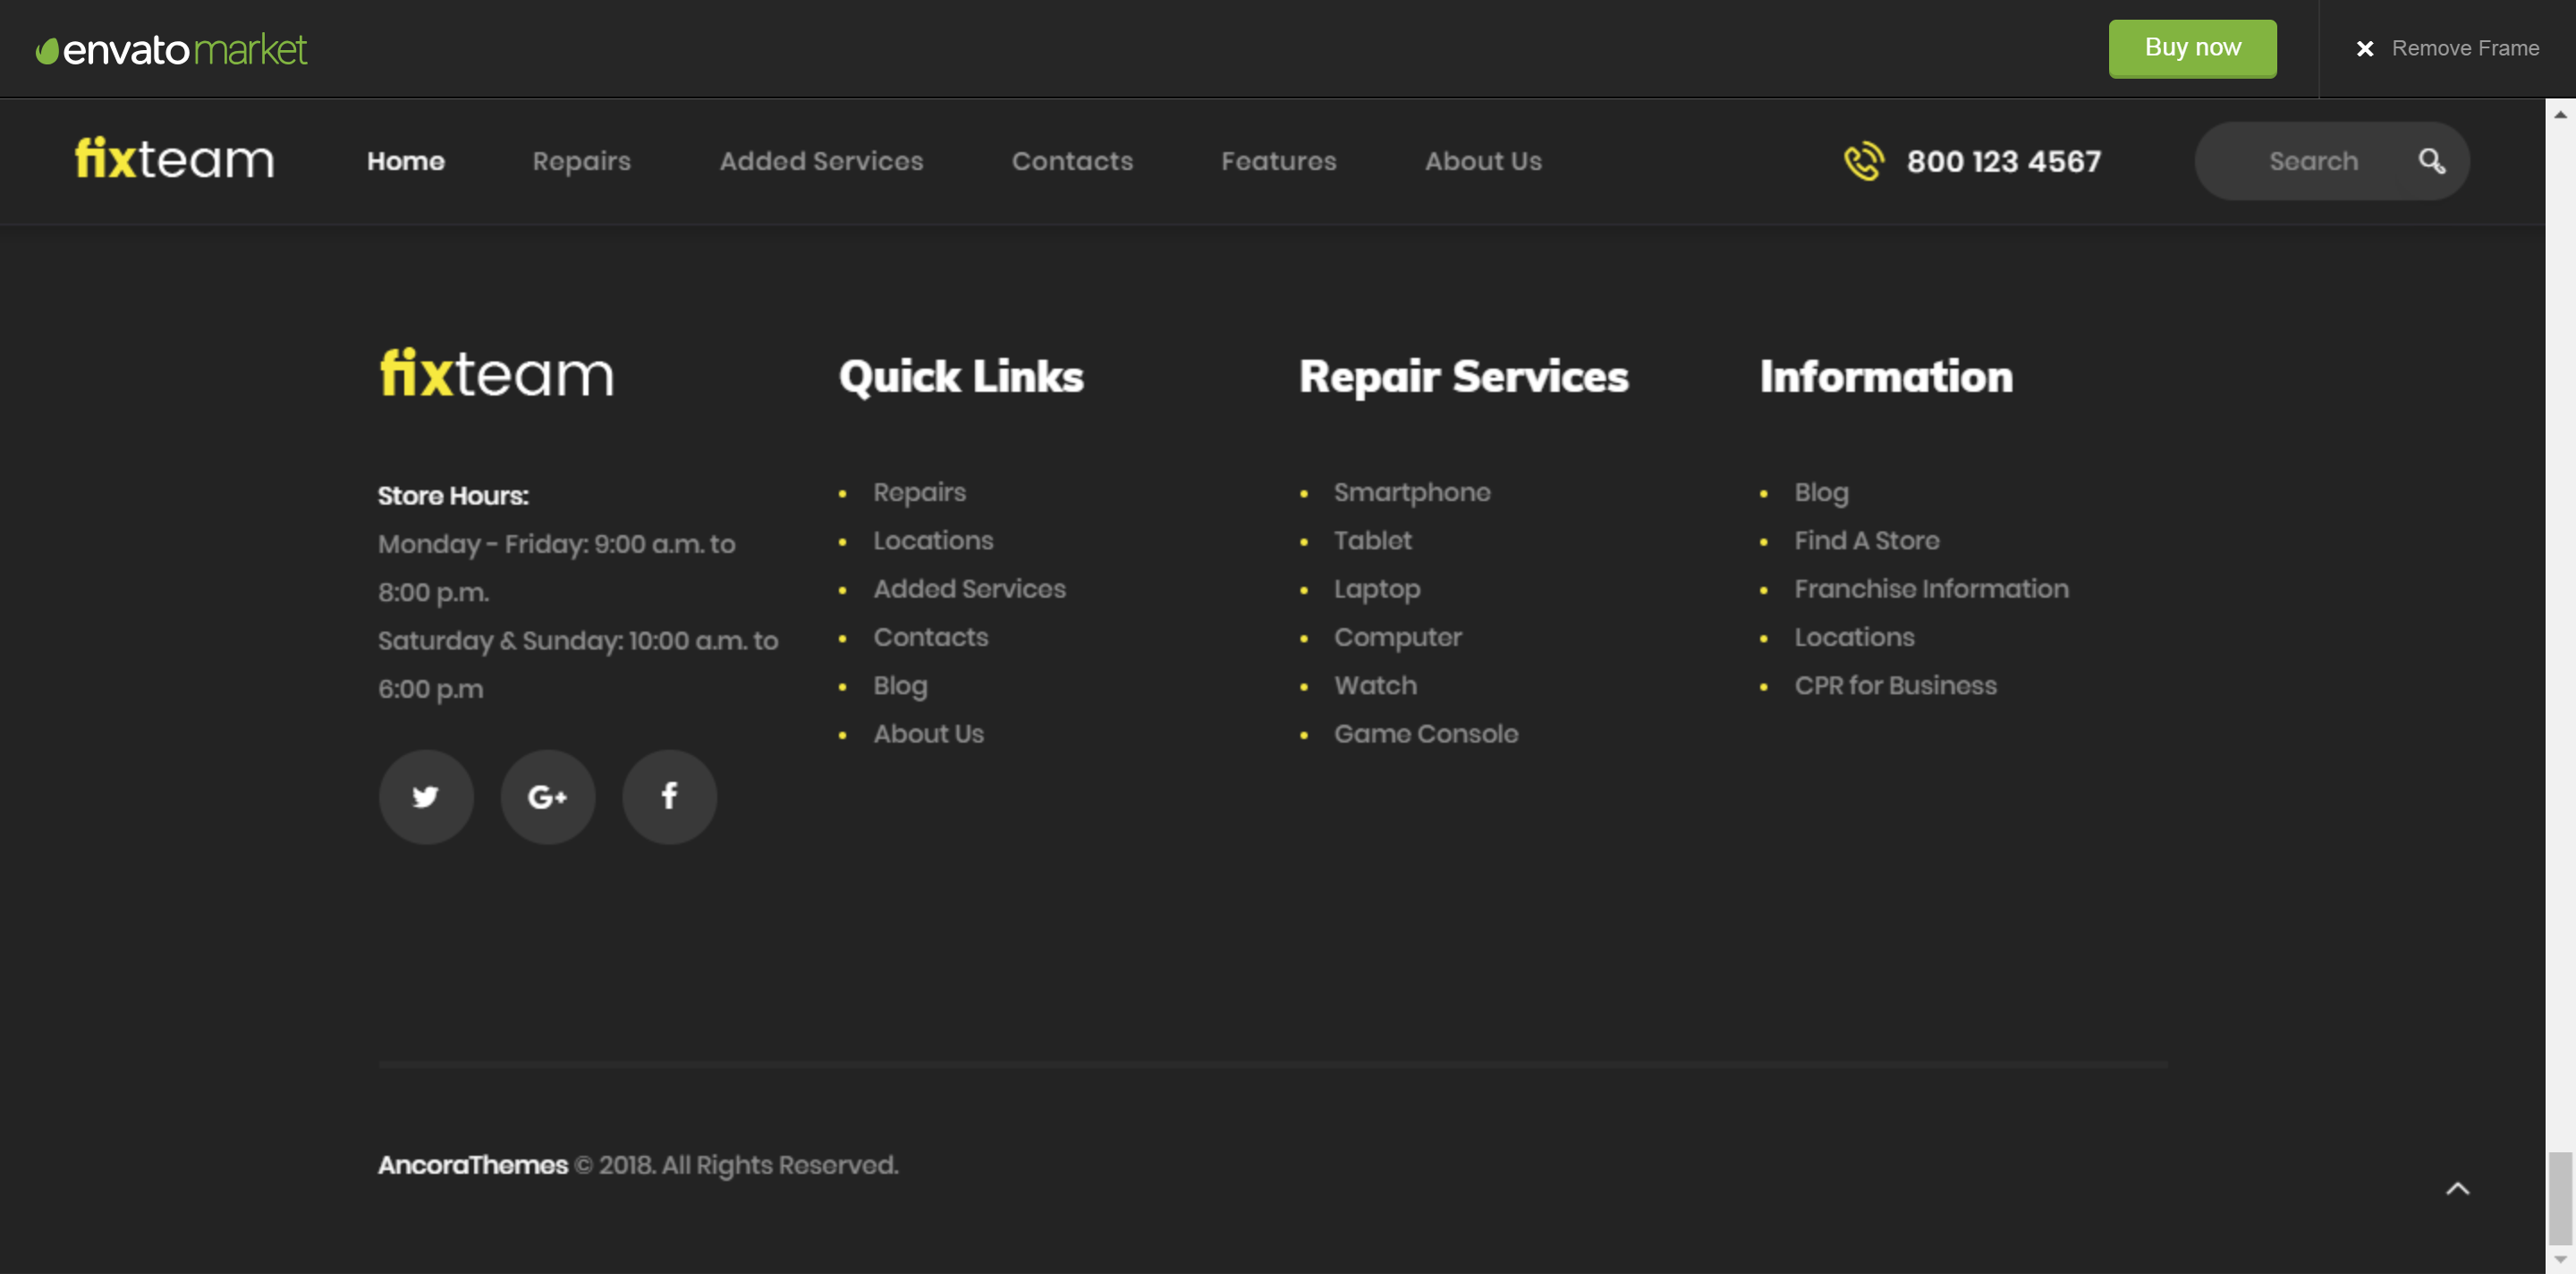 envato market
Buy now
Remove Frame
fixteam
Home
Repairs
Added Services
Contacts
Features
About Us
800 123 4567
Search
fixteam
Store Hours:
Monday - Friday: 9:00 a.m. to
8:00 p.m.
Saturday & Sunday: 10:00 a.m. to
6:00 p.m
G+
f
Quick Links
Repairs
Locations
Added Services
Contacts
Blog
About Us
Repair Services
Smartphone
Tablet
Laptop
Computer
Watch
Game Console
Information
Blog
Find A Store
Franchise Information
Locations
CPR for Business
AncoraThemes © 2018. All Rights Reserved.